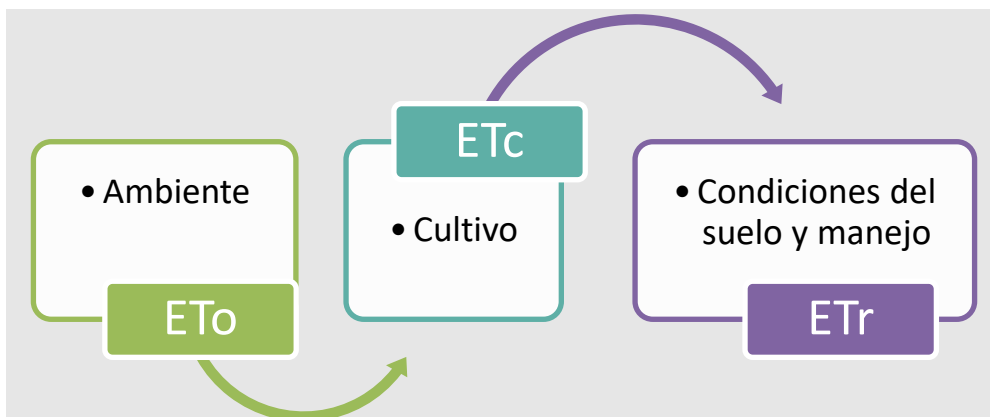 • Ambiente
ETo
ETc
• Cultivo
• Condiciones del
suelo y manejo
ETr